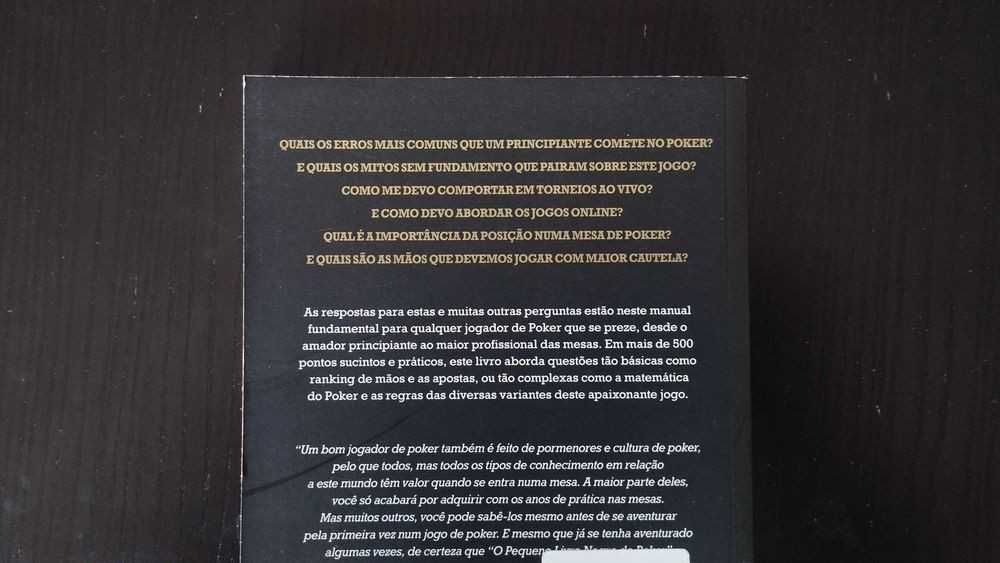 QUAIS OS ERROS MAIS COMUNS QUE UM PRINCIPIANTE COMETE NO POKER?
E QUAIS OS MITOS SEM FUNDAMENTO QUE PAIRAM SOBRE ESTE JOGO?
COMO ME DEVO COMPORTAR EM TORNEIOS AO VIVO?
E COMO DEVO ABORDAR OS JOGOS ONLINE?
QUAL É A IMPORTÂNCIA DA POSIÇÃO NUMA MESA DE POKER?
E QUAIS SÃO AS MÃOS QUE DEVEMOS JOGAR COM MAIOR CAUTELA?
As respostas para estas e muitas outras perguntas estão neste manual
fundamental para qualquer jogador de Poker que se preze, desde o
amador principiante ao maior profissional das mesas. Em mais de 500
pontos sucintos e práticos, este livro aborda questões tão básicas como
ranking de mãos e as apostas, ou tão complexas como a matemática
do Poker e as regras das diversas variantes deste apaixonante jogo.
"Um bom jogador de poker também é feito de pormenores e cultura de poker,
pelo que todos, mas todos os tipos de conhecimento em relação
a este mundo têm valor quando se entra numa mesa. A maior parte deles,
você só acabará por adquirir com os anos de prática nas mesas.
Mas muitos outros, você pode sabê-los mesmo antes de se aventurar
pela primeira vez num jogo de poker. E mesmo que já se tenha aventurado
algumas vezes, de certeza que "O Pequeno